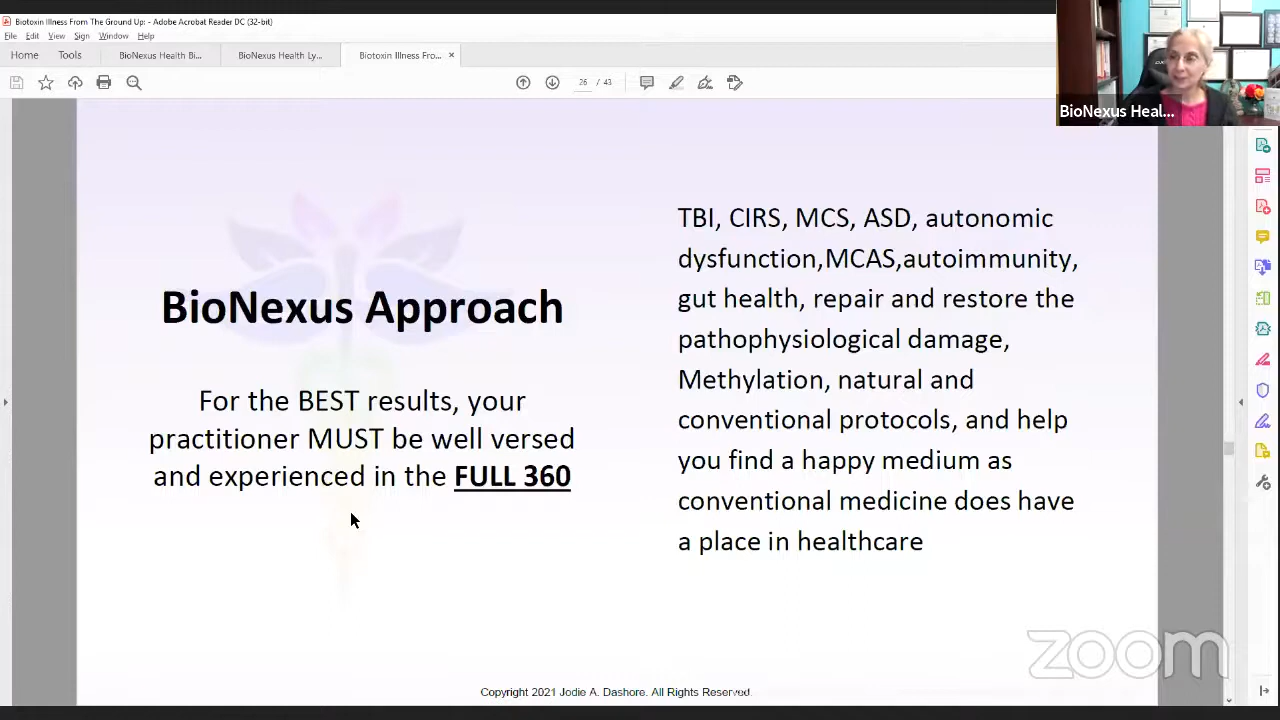 Biotoxin Illness From The Ground Up: - Adobe Acrobat Reader DC (32-bit)
File Edit View Sign Window Help
Home Tools BioNexus Health Bi... BioNexus Health Ly... Biotoxin Illness Fro... ×
26 / 43
BioNexus Heal...
BioNexus Approach
For the BEST results, your
practitioner MUST be well versed
and experienced in the FULL 360
TBI, CIRS, MCS, ASD, autonomic
dysfunction,MCAS,autoimmunity,
gut health, repair and restore the
pathophysiological damage,
Methylation, natural and
conventional protocols, and help
you find a happy medium as
conventional medicine does have
a place in healthcare
zoom
Copyright 2021 Jodie A. Dashore. All Rights Reserved.